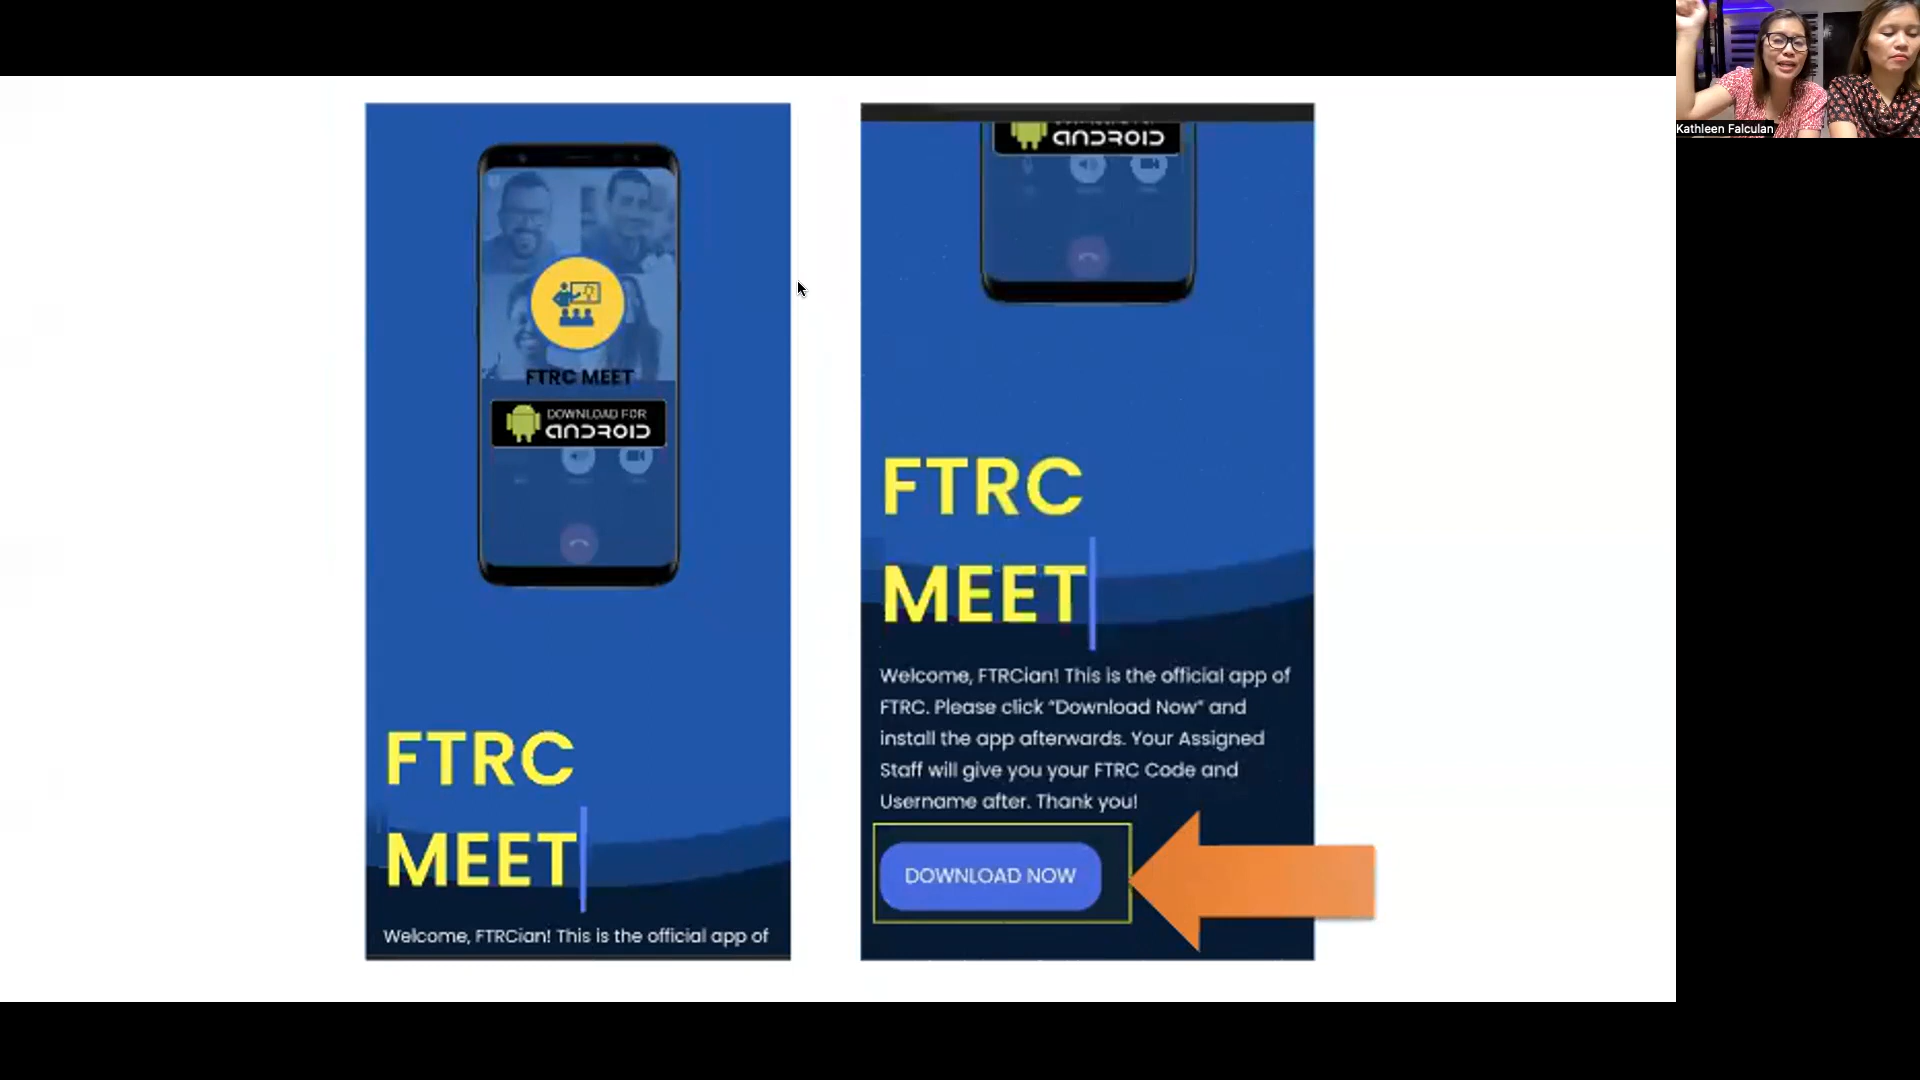 FTRC MEET
DOWNLOAD FOR
ANDROID
FTRC
MEET
Welcome, FTRCian! This is the official app of
ANDROID
FTRC
MEET
Welcome, FTRCian! This is the official app of
FTRC. Please click “Download Now” and
install the app afterwards. Your Assigned
Staff will give you your FTRC Code and
Username after. Thank you!
DOWNLOAD NOW
Kathleen Falculan